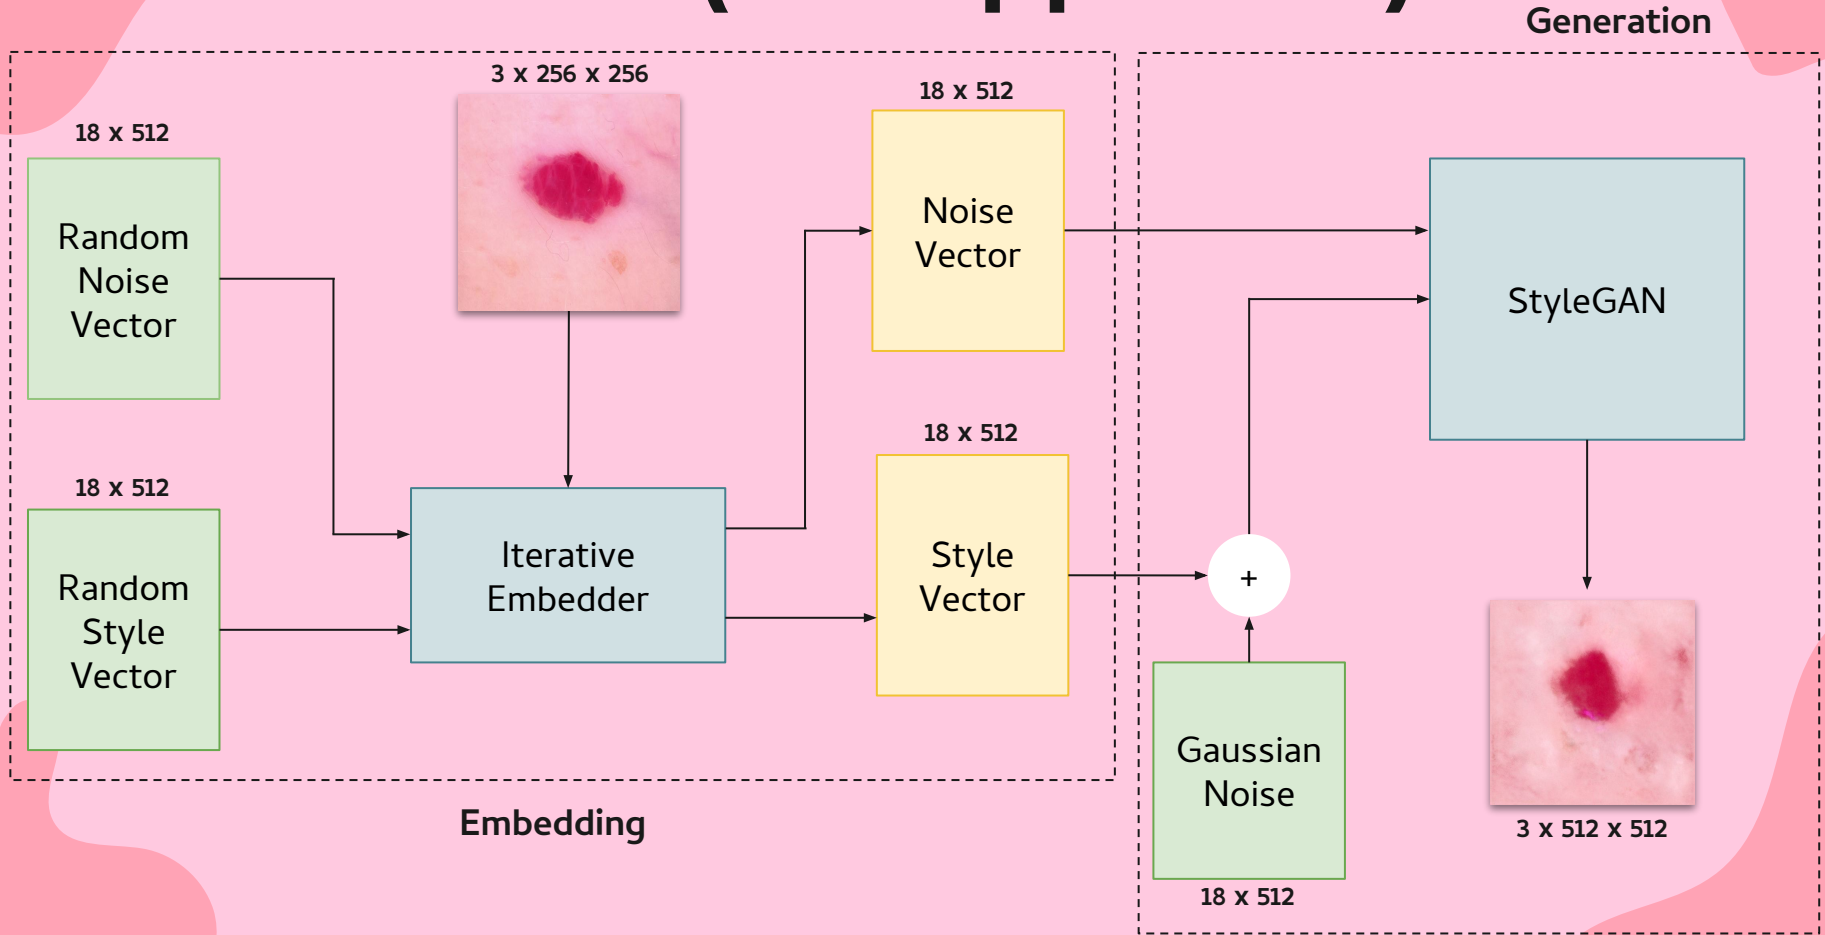 Generation
3 x 256 x 256
18 x 512
18 x 512
Random
Noise
Vector
Noise
Vector
StyleGAN
18 x 512
18 x 512
Random
Style
Vector
Iterative
Embedder
Style
Vector
+
Gaussian
Noise
3 x 512 x 512
18 x 512
Embedding